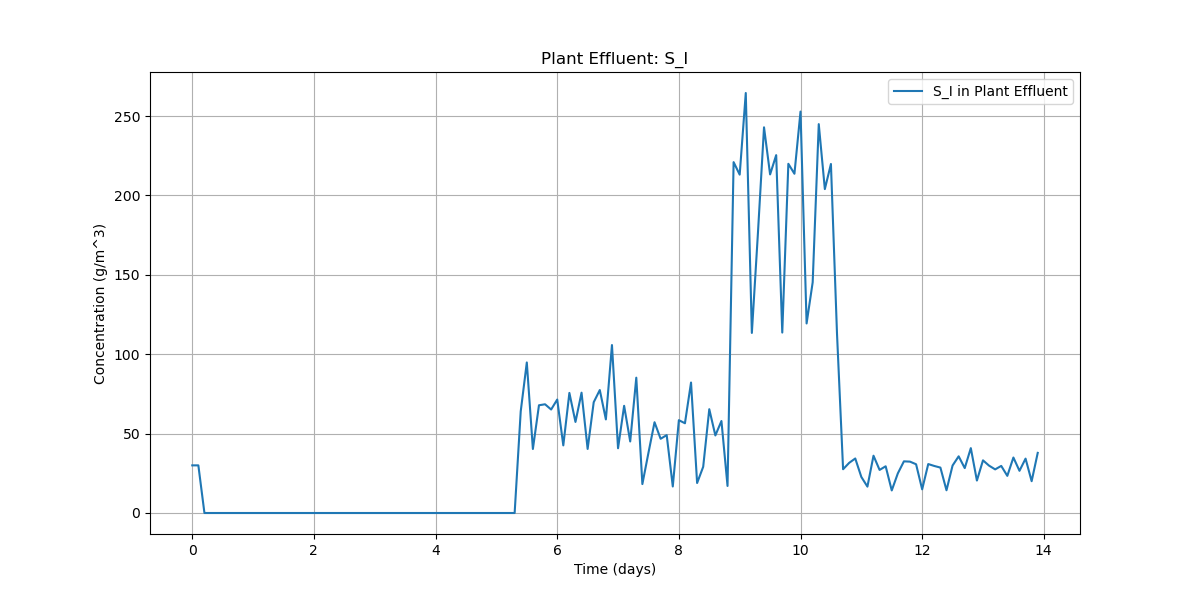 Plant Effluent: S_I
S_I in Plant Effluent
Concentration (g/m^3)
250
200
150
100
50
0
0 2 4 6 8 10 12 14
Time (days)